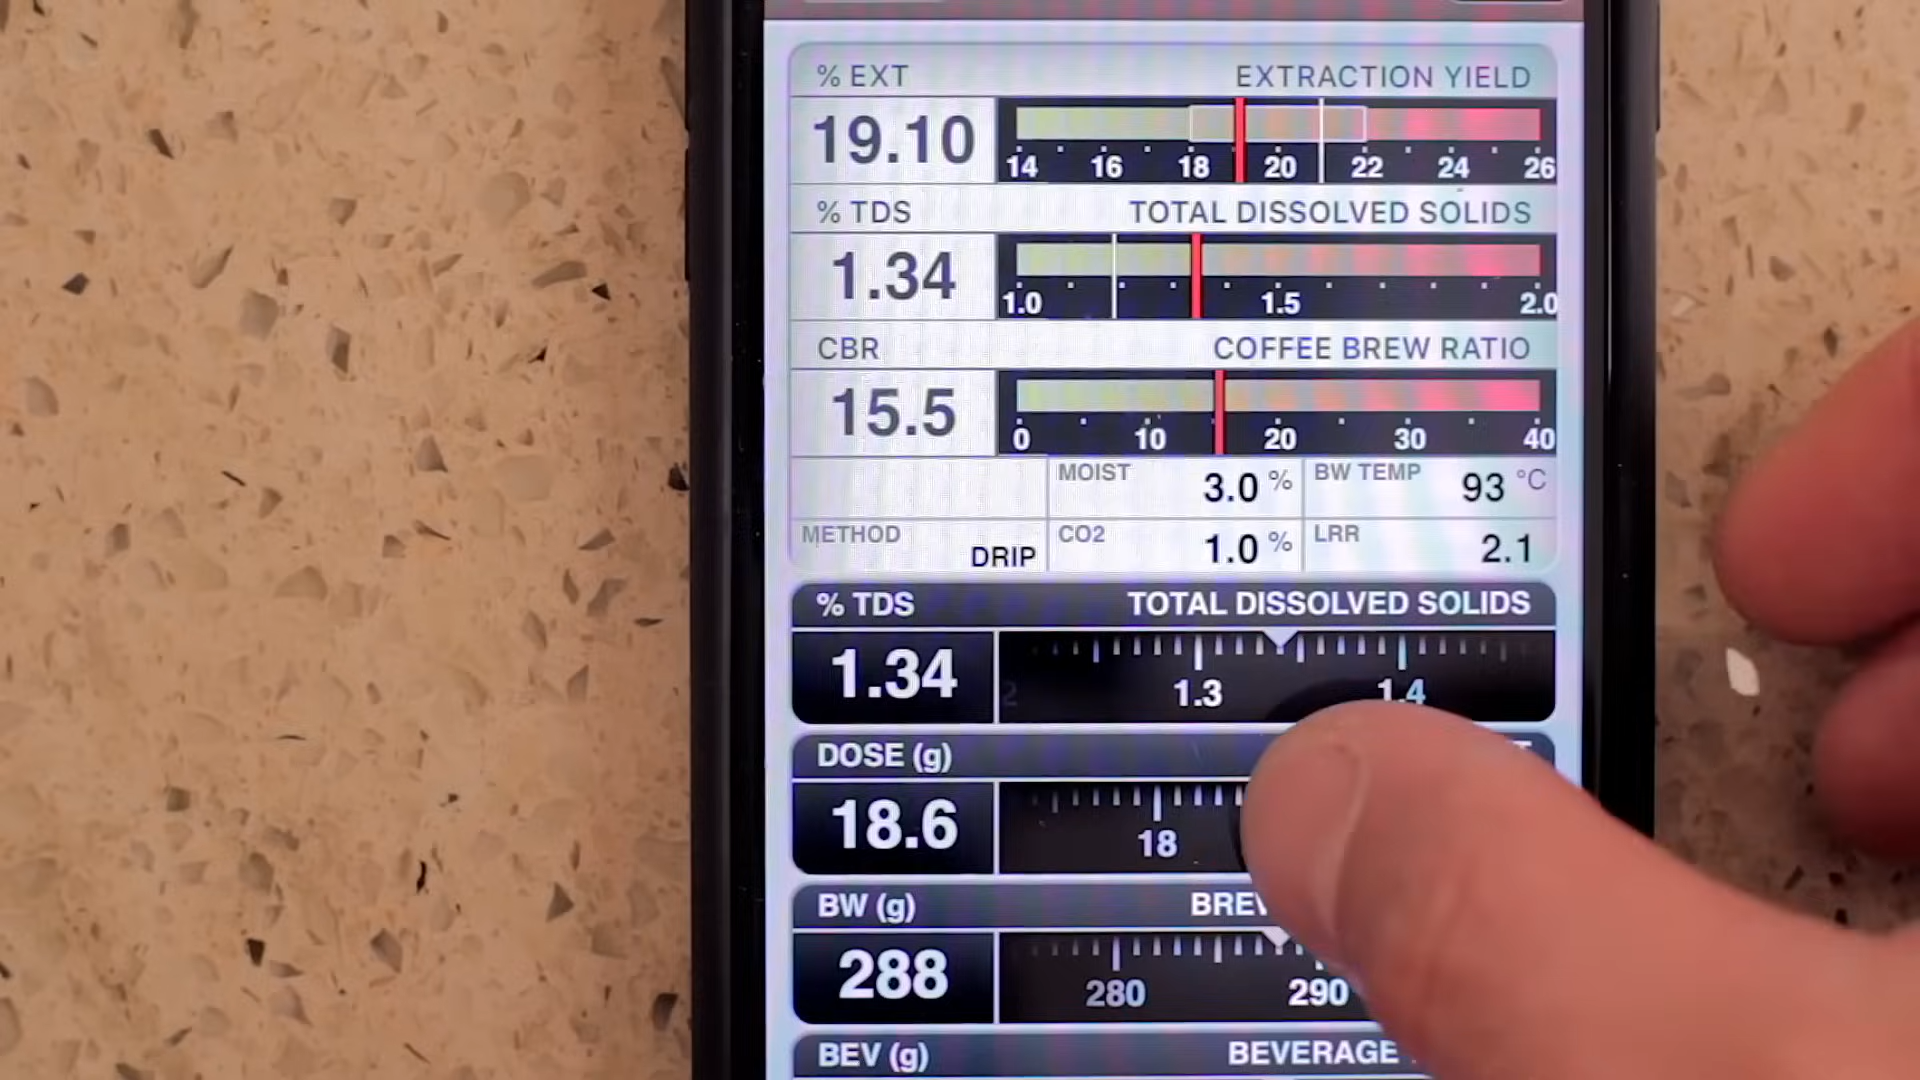 % EXT EXTRACTION YIELD
19.10
14 16 18 20 22 24 26
% TDS TOTAL DISSOLVED SOLIDS
1.34
1.0 1.5 2.0
CBR COFFEE BREW RATIO
15.5
0 10 20 30 40
MOIST 3.0 % BW TEMP 93 °C
METHOD DRIP CO2 1.0 % LRR 2.1
% TDS TOTAL DISSOLVED SOLIDS
1.34
1.3 1.4
DOSE (g)
18.6 18
BW (g)
288 280 290
BEV (g) BEVERAGE